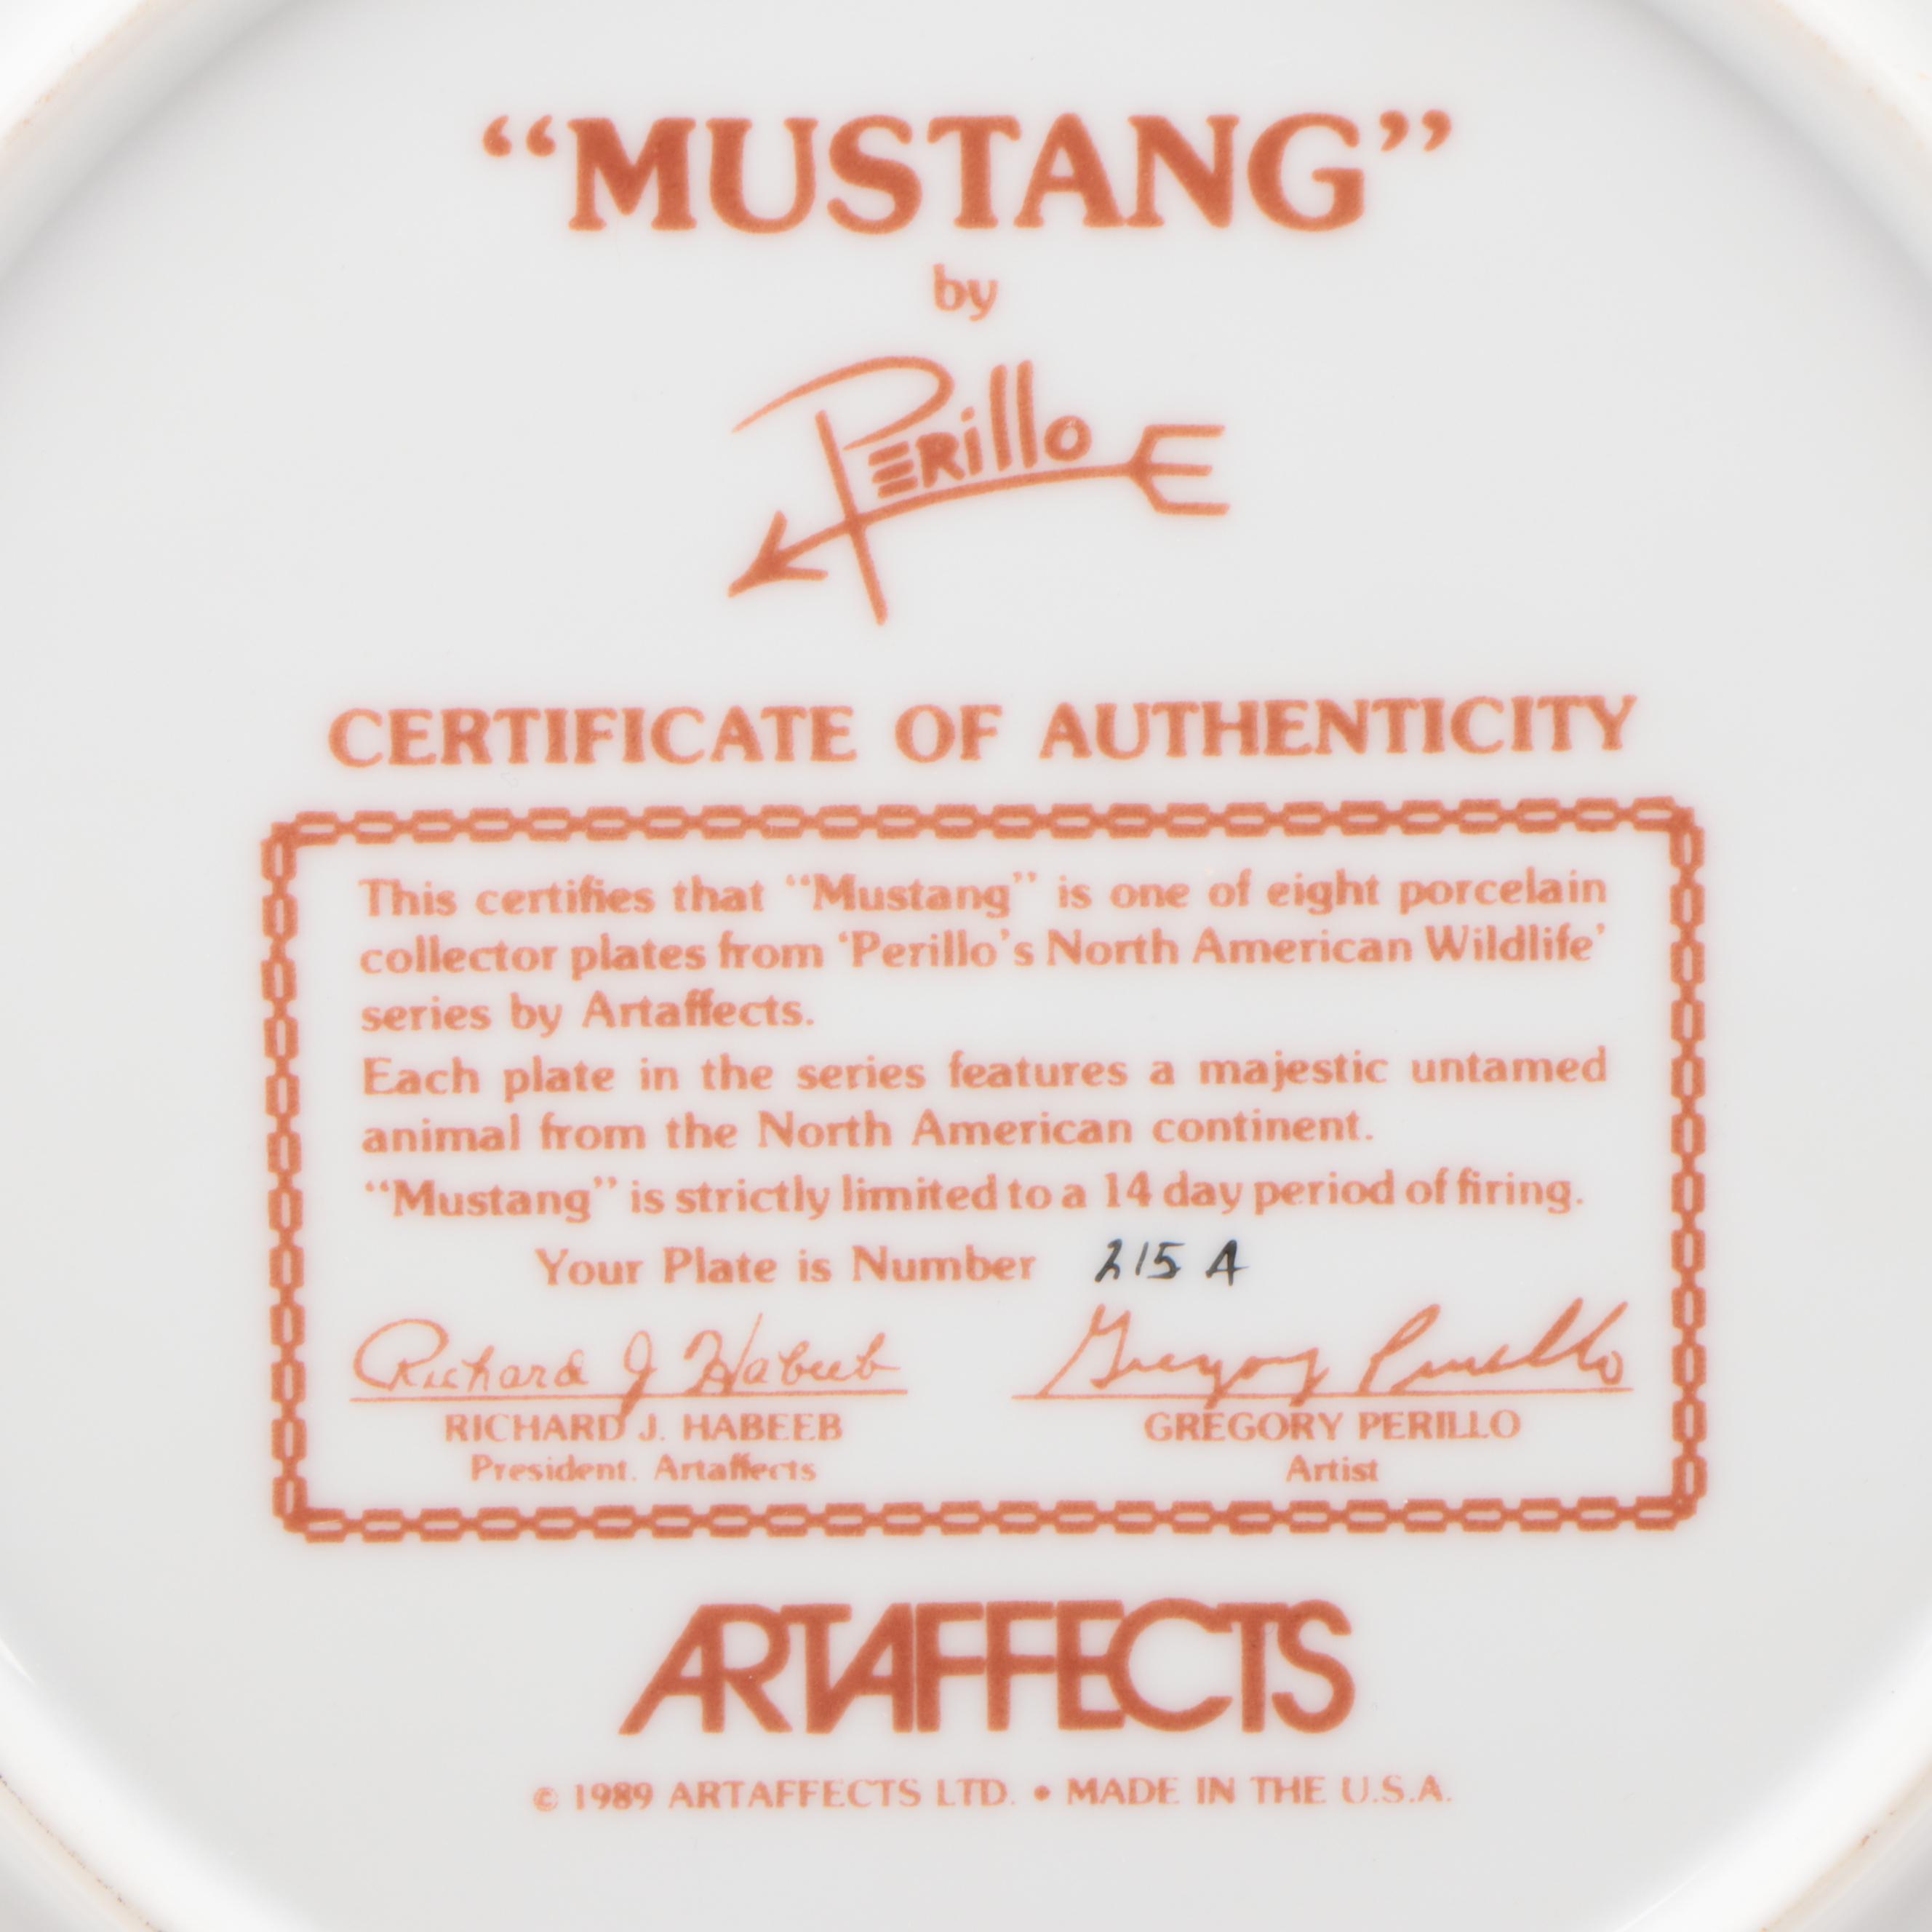 “MUSTANG”
by
PERillo
CERTIFICATE OF AUTHENTICITY
This certifies that “Mustang” is one of eight porcelain
collector plates from ‘Perillo’s North American Wildlife’
series by Artaffects.
Each plate in the series features a majestic untamed
animal from the North American continent.
“Mustang” is strictly limited to a 14 day period of firing.
Your Plate is Number 215 A
Richard J Habeeb
Gregory Perillo
RICHARD J. HABEEB
GREGORY PERILLO
President, Artaffects
Artist
ARTAFFECTS
© 1989 ARTAFFECTS LTD. • MADE IN THE U.S.A.